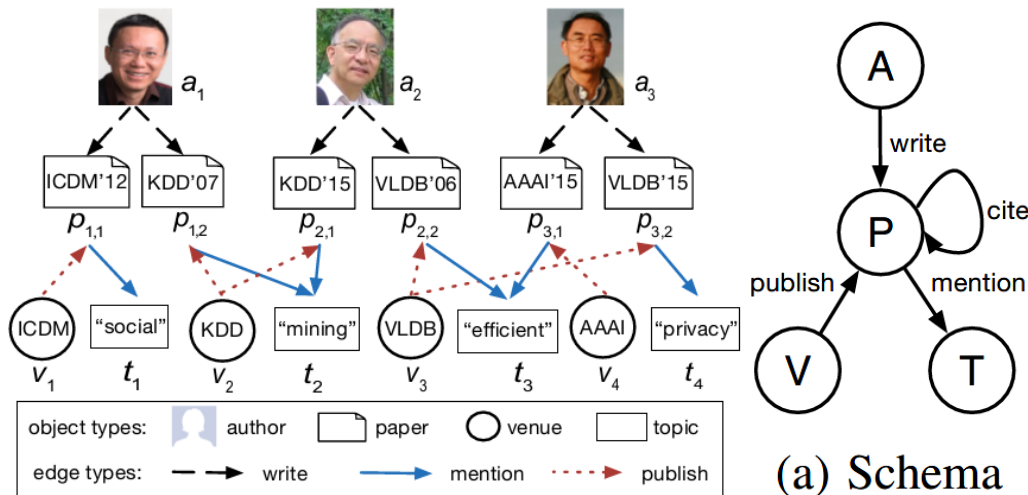 a1
a2
a3
ICDM'12
KDD'07
KDD'15
VLDB'06
AAAI'15
VLDB'15
p1,1
p1,2
p2,1
p2,2
p3,1
p3,2
ICDM
“social”
KDD
“mining”
VLDB
“efficient”
AAAI
“privacy”
v1
t1
v2
t2
v3
t3
v4
t4
object types: author paper venue topic
edge types: write mention publish
A
write
P
cite
publish
mention
V
T
(a) Schema